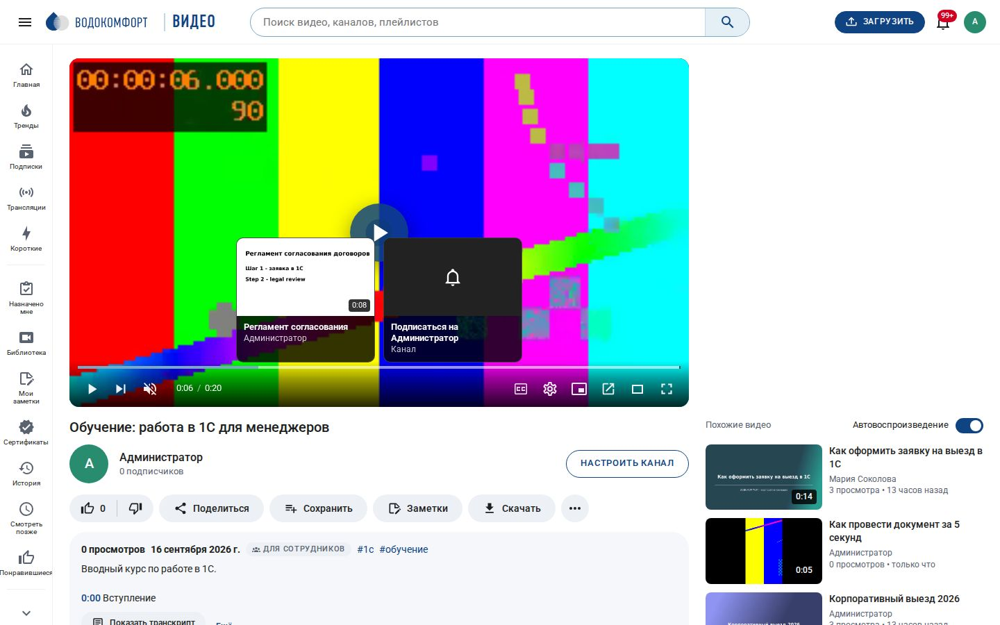 ВОДОКОМФОРТ ВИДЕО
Поиск видео, каналов, плейлистов
ЗАГРУЗИТЬ
99+
A
Главная
Тренды
Подписки
Трансляции
Короткие
Назначено
мне
Библиотека
Мои
заметки
Сертификаты
История
Смотреть
позже
Понравившиеся
00:00:06.000
90
Регламент согласования договоров
Шаг 1 - заявка в 1С
Step 2 - legal review
0:08
Регламент согласования
Администратор
Подписаться на
Администратор
Канал
0:06 / 0:20
CC
Обучение: работа в 1С для менеджеров
А
Администратор
0 подписчиков
НАСТРОИТЬ КАНАЛ
0
Поделиться
Сохранить
Заметки
Скачать
0 просмотров 16 сентября 2026 г. ДЛЯ СОТРУДНИКОВ #1с #обучение
Вводный курс по работе в 1С.
0:00 Вступление
Показать транскрипт
Ещё
Похожие видео
Автовоспроизведение
Как оформить заявку на выезд в 1С
0:14
Как оформить заявку на выезд в
1С
Мария Соколова
3 просмотра • 13 часов назад
0:05
Как провести документ за 5
секунд
Администратор
0 просмотров • только что
Корпоративный выезд 2026
Корпоративный выезд 2026
Администратор
3 просмотра • 13 часов назад